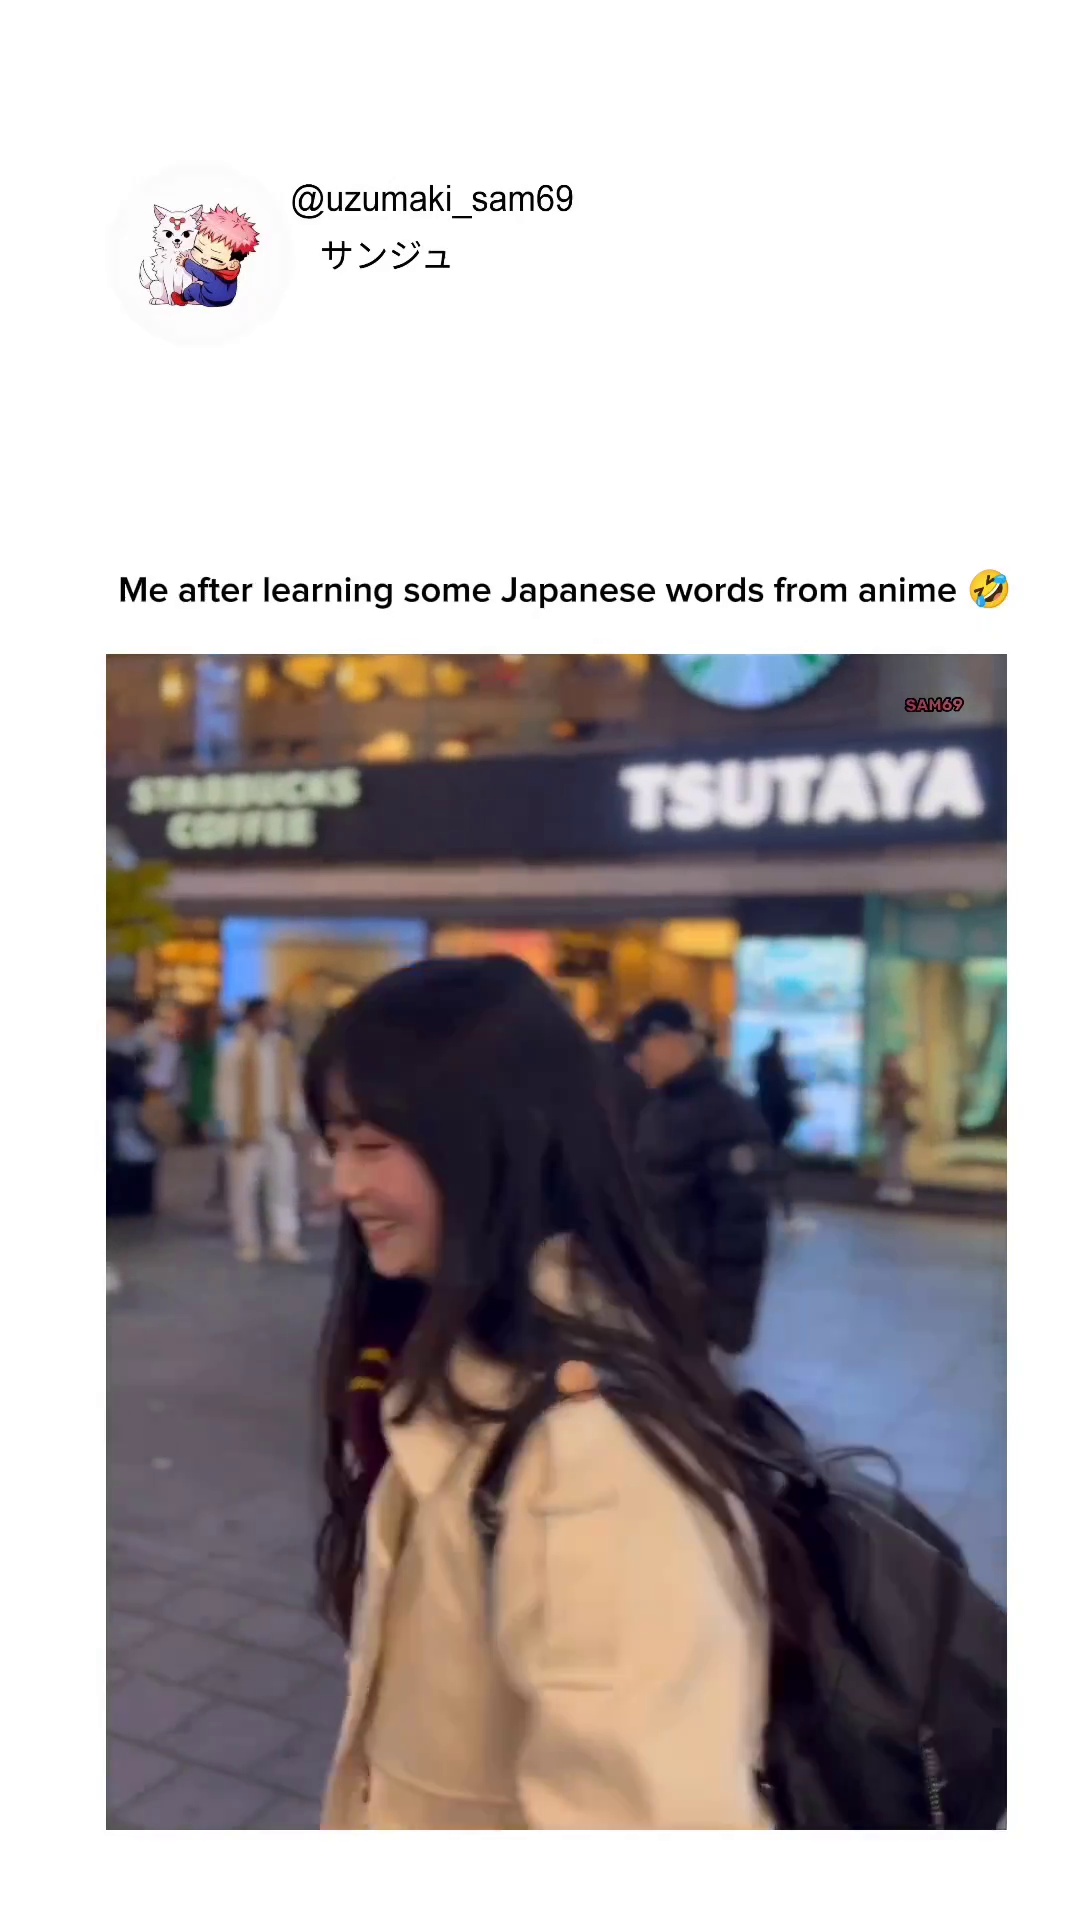 @uzumaki_sam69
サンジュ
Me after learning some Japanese words from anime 🤣
SAM69
STARBUCKS TSUTAYA
COFFEE